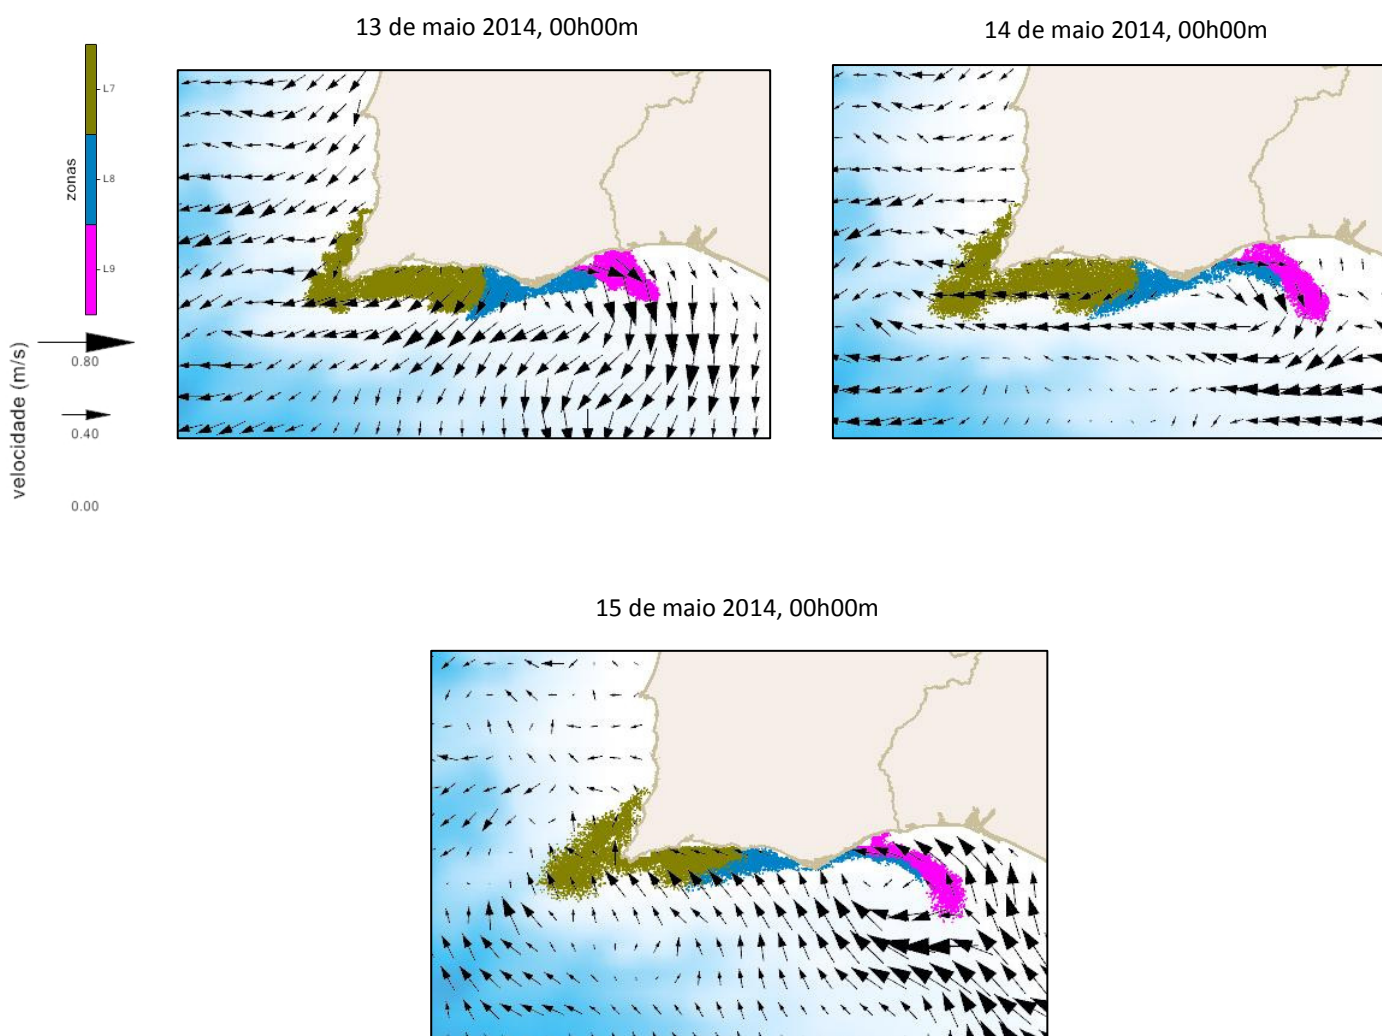 13 de maio 2014, 00h00m
14 de maio 2014, 00h00m
L7
L8
L9
zonas
0.80
0.40
0.00
velocidade (m/s)
15 de maio 2014, 00h00m